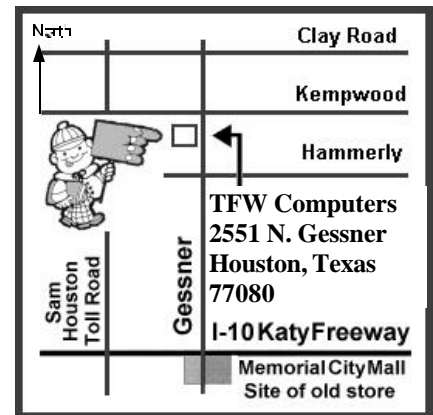 North
Clay Road
Kempwood
Hammerly
TFW Computers
2551 N. Gessner
Houston, Texas
77080
Sam
Houston
Toll Road
Gessner
I-10 Katy Freeway
Memorial City Mall
Site of old store